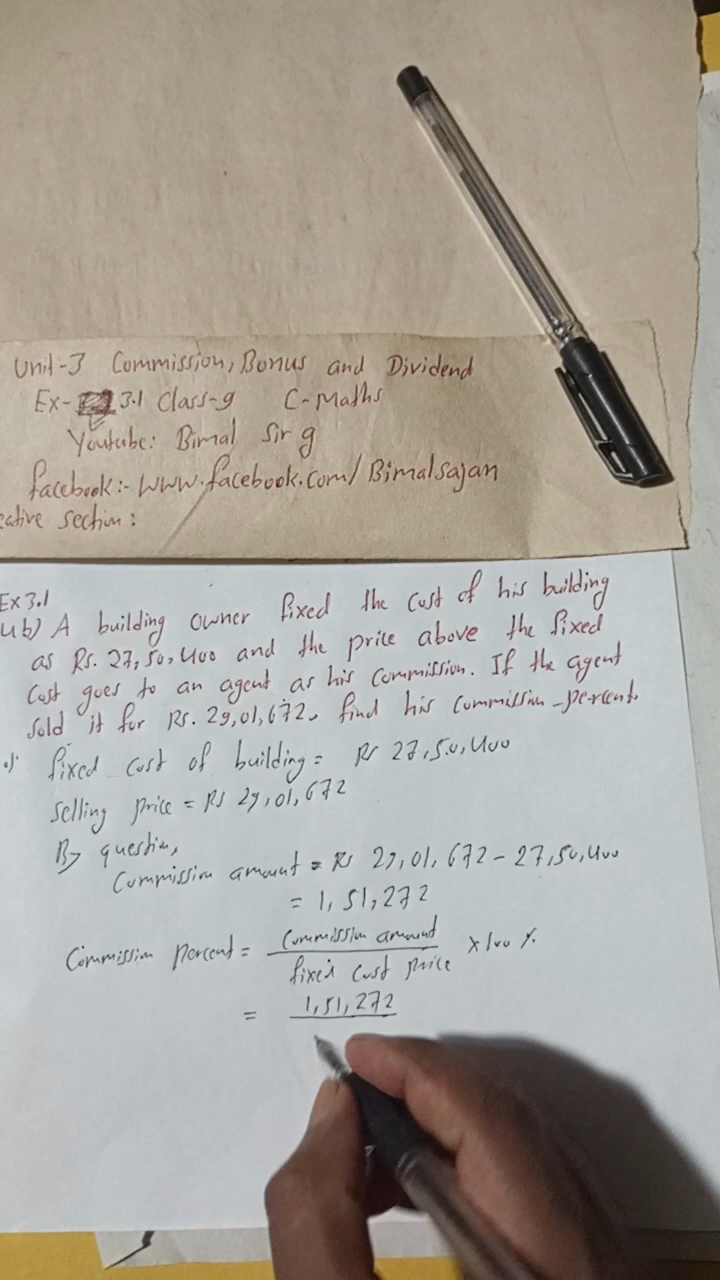 Unit-3 Commission, Bonus and Dividend
Ex- 3.1 Class-9 C-Maths
Youtube: Bimal Sir g
facebook:- www.facebook.com/Bimalsajan
eative section:
Ex 3.1
4b) A building owner fixed the cost of his building
as Rs. 27,50,400 and the price above the fixed
cost goes to an agent as his commission. If the agent
sold it for Rs. 29,01,672. find his commission-percent.
fixed cost of building = Rs 27,50,400
Selling price = Rs 29,01,672
By question,
Commission amount = Rs 29,01,672 - 27,50,400
= 1,51,272
Commission percent = Commission amount / fixed cost price × 100 %
= 1,51,272